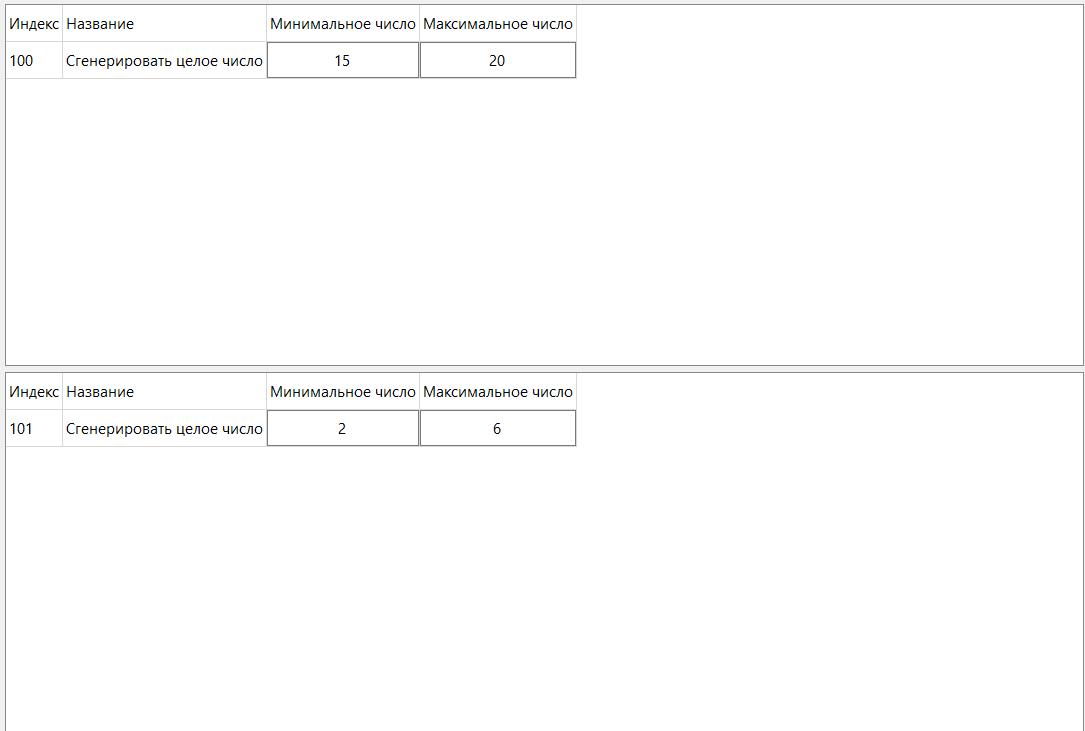 Индекс Название Минимальное число Максимальное число
100 Сгенерировать целое число 15 20
Индекс Название Минимальное число Максимальное число
101 Сгенерировать целое число 2 6